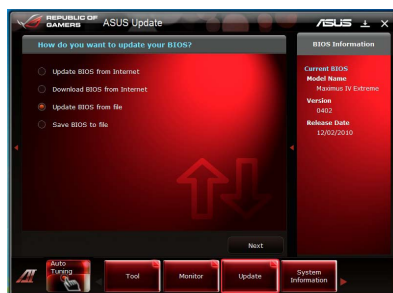 REPUBLIC OF
GAMERS
ASUS Update
ASUS
How do you want to update your BIOS?
Update BIOS from Internet
Download BIOS from Internet
Update BIOS from file
Save BIOS to file
Next
BIOS Information
Current BIOS
Model Name
Maximus IV Extreme
Version
0402
Release Date
12/02/2010
Auto
Tuning
Tool
Monitor
Update
System
Information